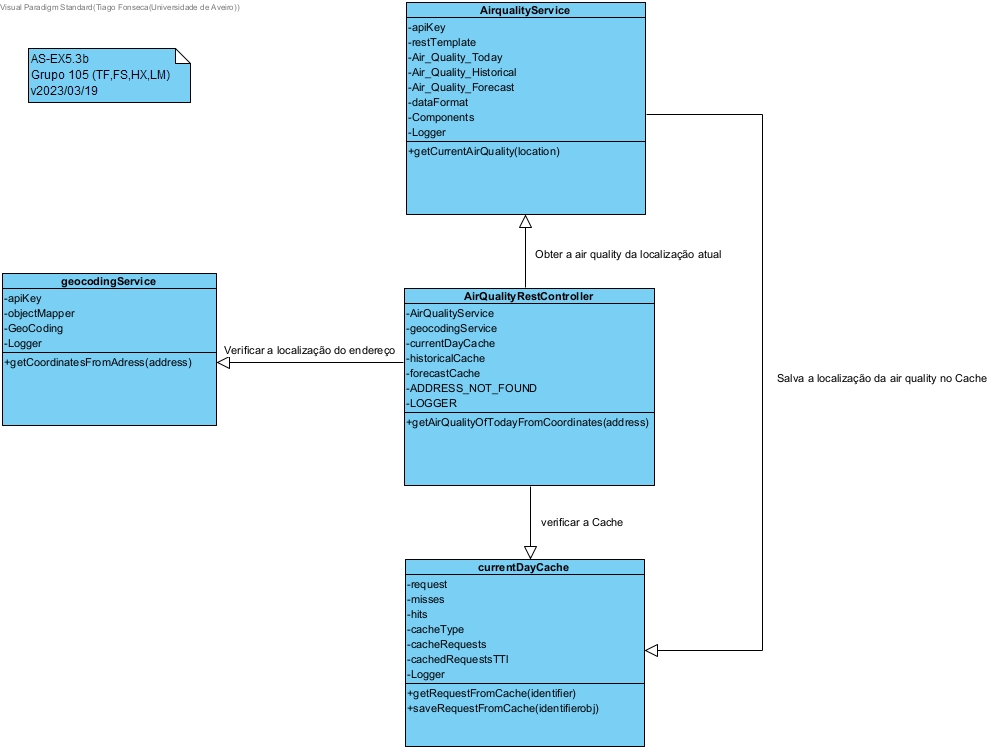 Visual Paradigm Standard(Tiago Fonseca(Universidade de Aveiro))
AS-EX5.3b
Grupo 105 (TF,FS,HX,LM)
v2023/03/19
AirqualityService
-apiKey
-restTemplate
-Air_Quality_Today
-Air_Quality_Historical
-Air_Quality_Forecast
-dataFormat
-Components
-Logger
+getCurrentAirQuality(location)
Obter a air quality da localização atual
geocodingService
-apiKey
-objectMapper
-GeoCoding
-Logger
+getCoordinatesFromAdress(address)
Verificar a localização do endereço
AirQualityRestController
-AirQualityService
-geocodingService
-currentDayCache
-historicalCache
-forecastCache
-ADDRESS_NOT_FOUND
-LOGGER
+getAirQualityOfTodayFromCoordinates(address)
Salva a localização da air quality no Cache
verificar a Cache
currentDayCache
-request
-misses
-hits
-cacheType
-cacheRequests
-cachedRequestsTTl
-Logger
+getRequestFromCache(identifier)
+saveRequestFromCache(identifierobj)